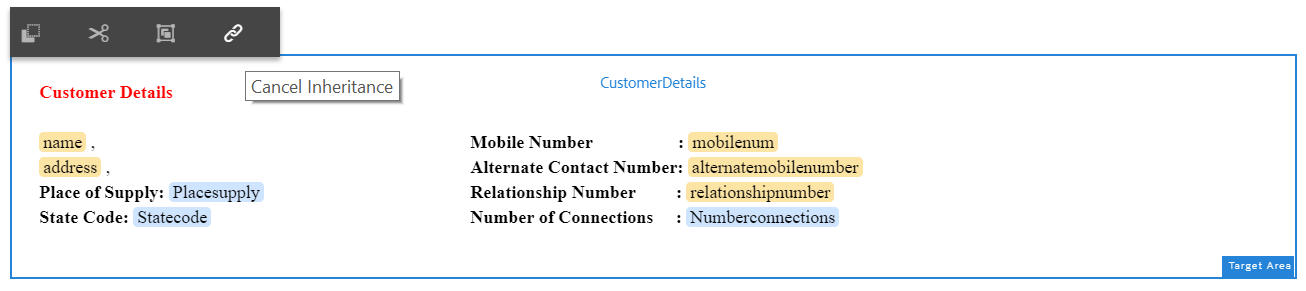 Cancel Inheritance
CustomerDetails
Customer Details
name ,
address ,
Place of Supply: Placesupply
State Code: Statecode
Mobile Number : mobilenum
Alternate Contact Number: alternatemobilenumber
Relationship Number : relationshipnumber
Number of Connections : Numberconnections
Target Area